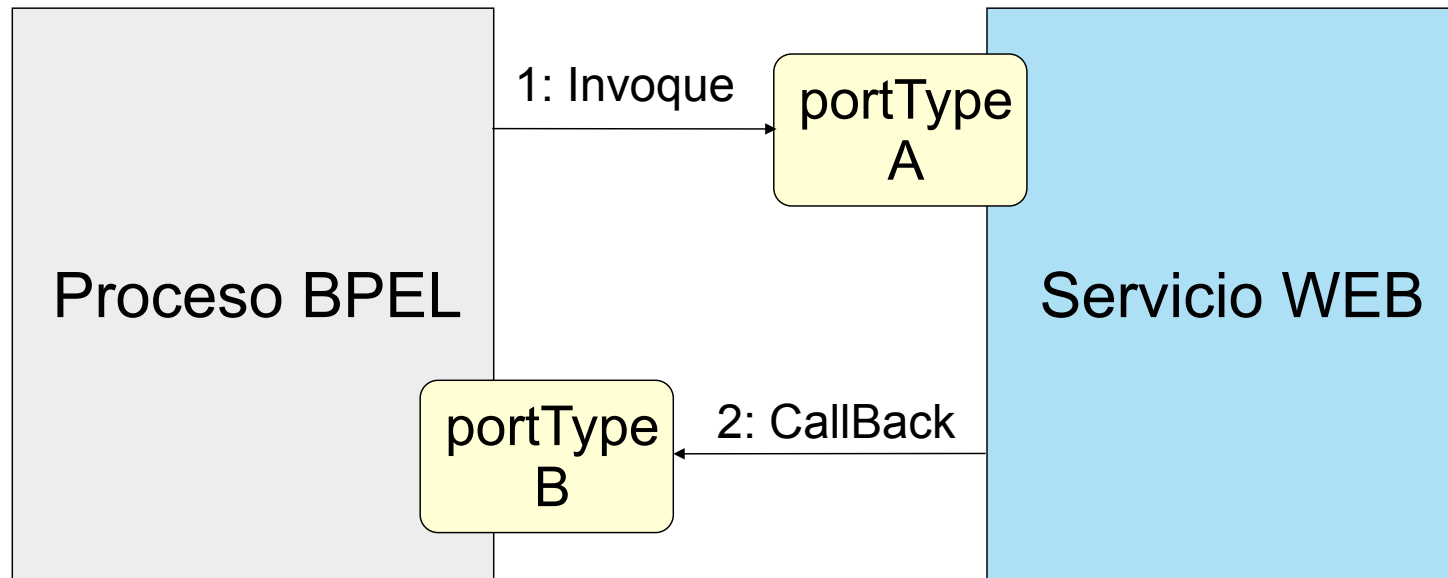 1: Invoque
portType
A
Proceso BPEL
Servicio WEB
portType
B
2: CallBack